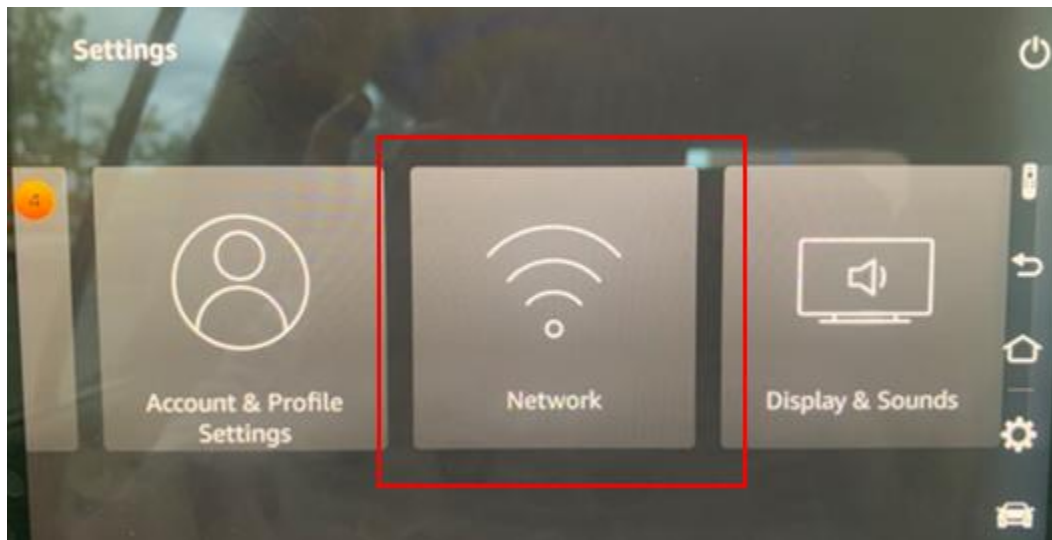 Settings
Account & Profile
Settings
Network
Display & Sounds